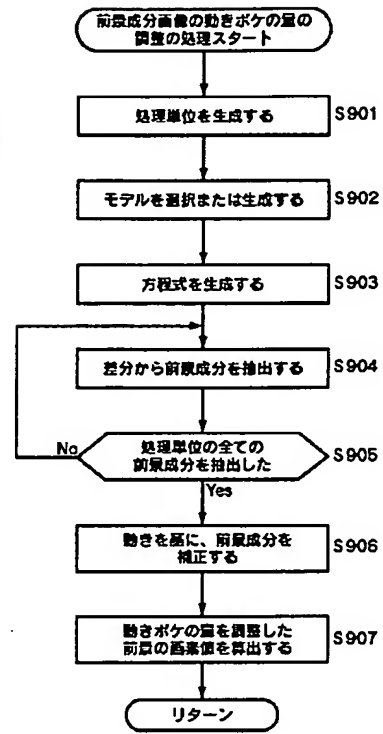 前景成分画像の動きボケの量の
調整の処理スタート
処理単位を生成する
S901
モデルを選択または生成する
S902
方程式を生成する
S903
差分から前景成分を抽出する
S904
No
処理単位の全ての
前景成分を抽出した
S905
Yes
動きを基に、前景成分を
補正する
S906
動きボケの量を調整した
前景の画素値を算出する
S907
リターン